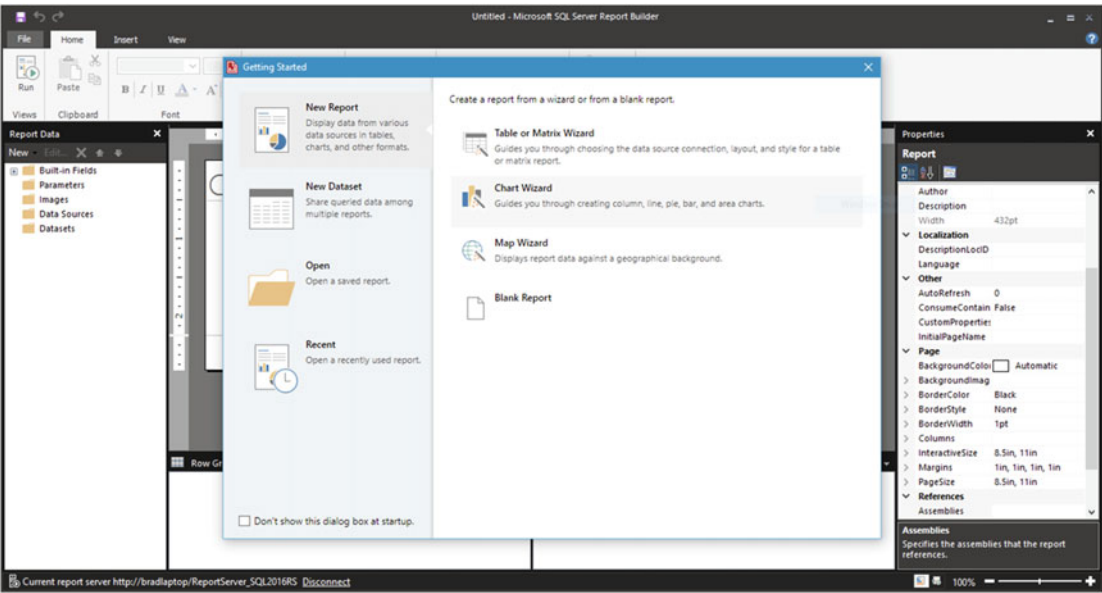 Untitled - Microsoft SQL Server Report Builder
File Home Insert View
Run
Paste
B I U A A
Views Clipboard Font
Report Data
New Edit...
Built-in Fields
Parameters
Images
Data Sources
Datasets
Getting Started
New Report
Display data from various
data sources in tables,
charts, and other formats.
New Dataset
Share queried data among
multiple reports.
Open
Open a saved report.
Recent
Open a recently used report.
Don't show this dialog box at startup.
Create a report from a wizard or from a blank report.
Table or Matrix Wizard
Guides you through choosing the data source connection, layout, and style for a table
or matrix report.
Chart Wizard
Guides you through creating column, line, pie, bar, and area charts.
Map Wizard
Displays report data against a geographical background.
Blank Report
2
Row Gr
Properties
Report
Author
Description
Width 432pt
Localization
DescriptionLocID
Language
Other
AutoRefresh 0
ConsumeContain False
CustomPropertie
InitialPageName
Page
BackgroundColo Automatic
BackgroundImag
BorderColor Black
BorderStyle None
BorderWidth 1pt
Columns
InteractiveSize 8.5in, 11in
Margins 1in, 1in, 1in, 1in
PageSize 8.5in, 11in
References
Assemblies
Assemblies
Specifies the assemblies that the report
references.
Current report server http://bradlaptop/ReportServer_SQL2016RS Disconnect
100%